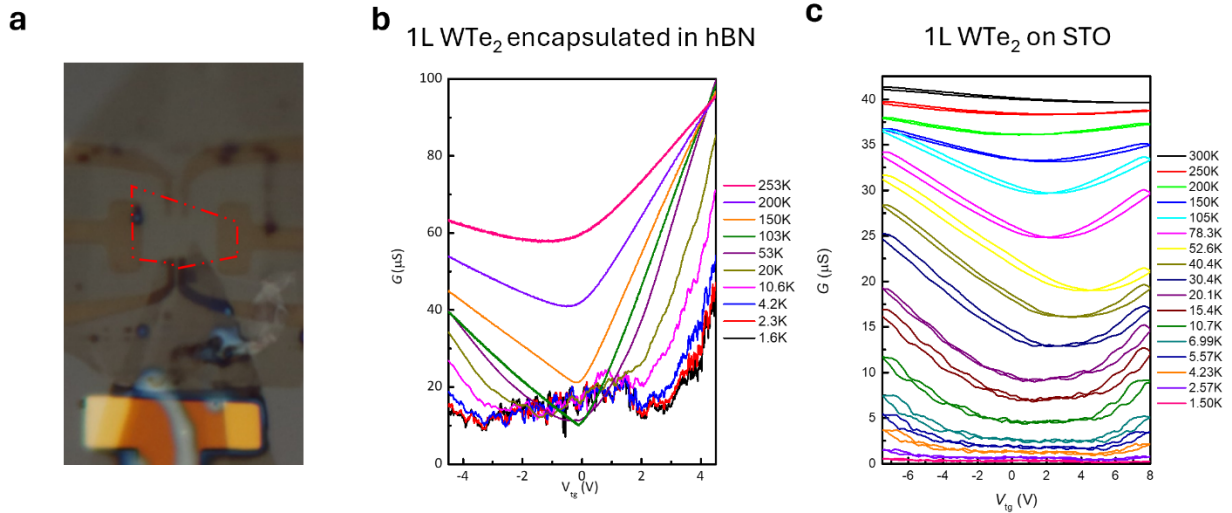 a
b
1L WTe₂ encapsulated in hBN
G (μS)
100
80
60
40
20
0
-4
-2
0
2
4
V_tg (V)
253K
200K
150K
103K
53K
20K
10.6K
4.2K
2.3K
1.6K
c
1L WTe₂ on STO
G (μS)
40
35
30
25
20
15
10
5
0
-6
-4
-2
0
2
4
6
8
V_tg (V)
300K
250K
200K
150K
105K
78.3K
52.6K
40.4K
30.4K
20.1K
15.4K
10.7K
6.99K
5.57K
4.23K
2.57K
1.50K